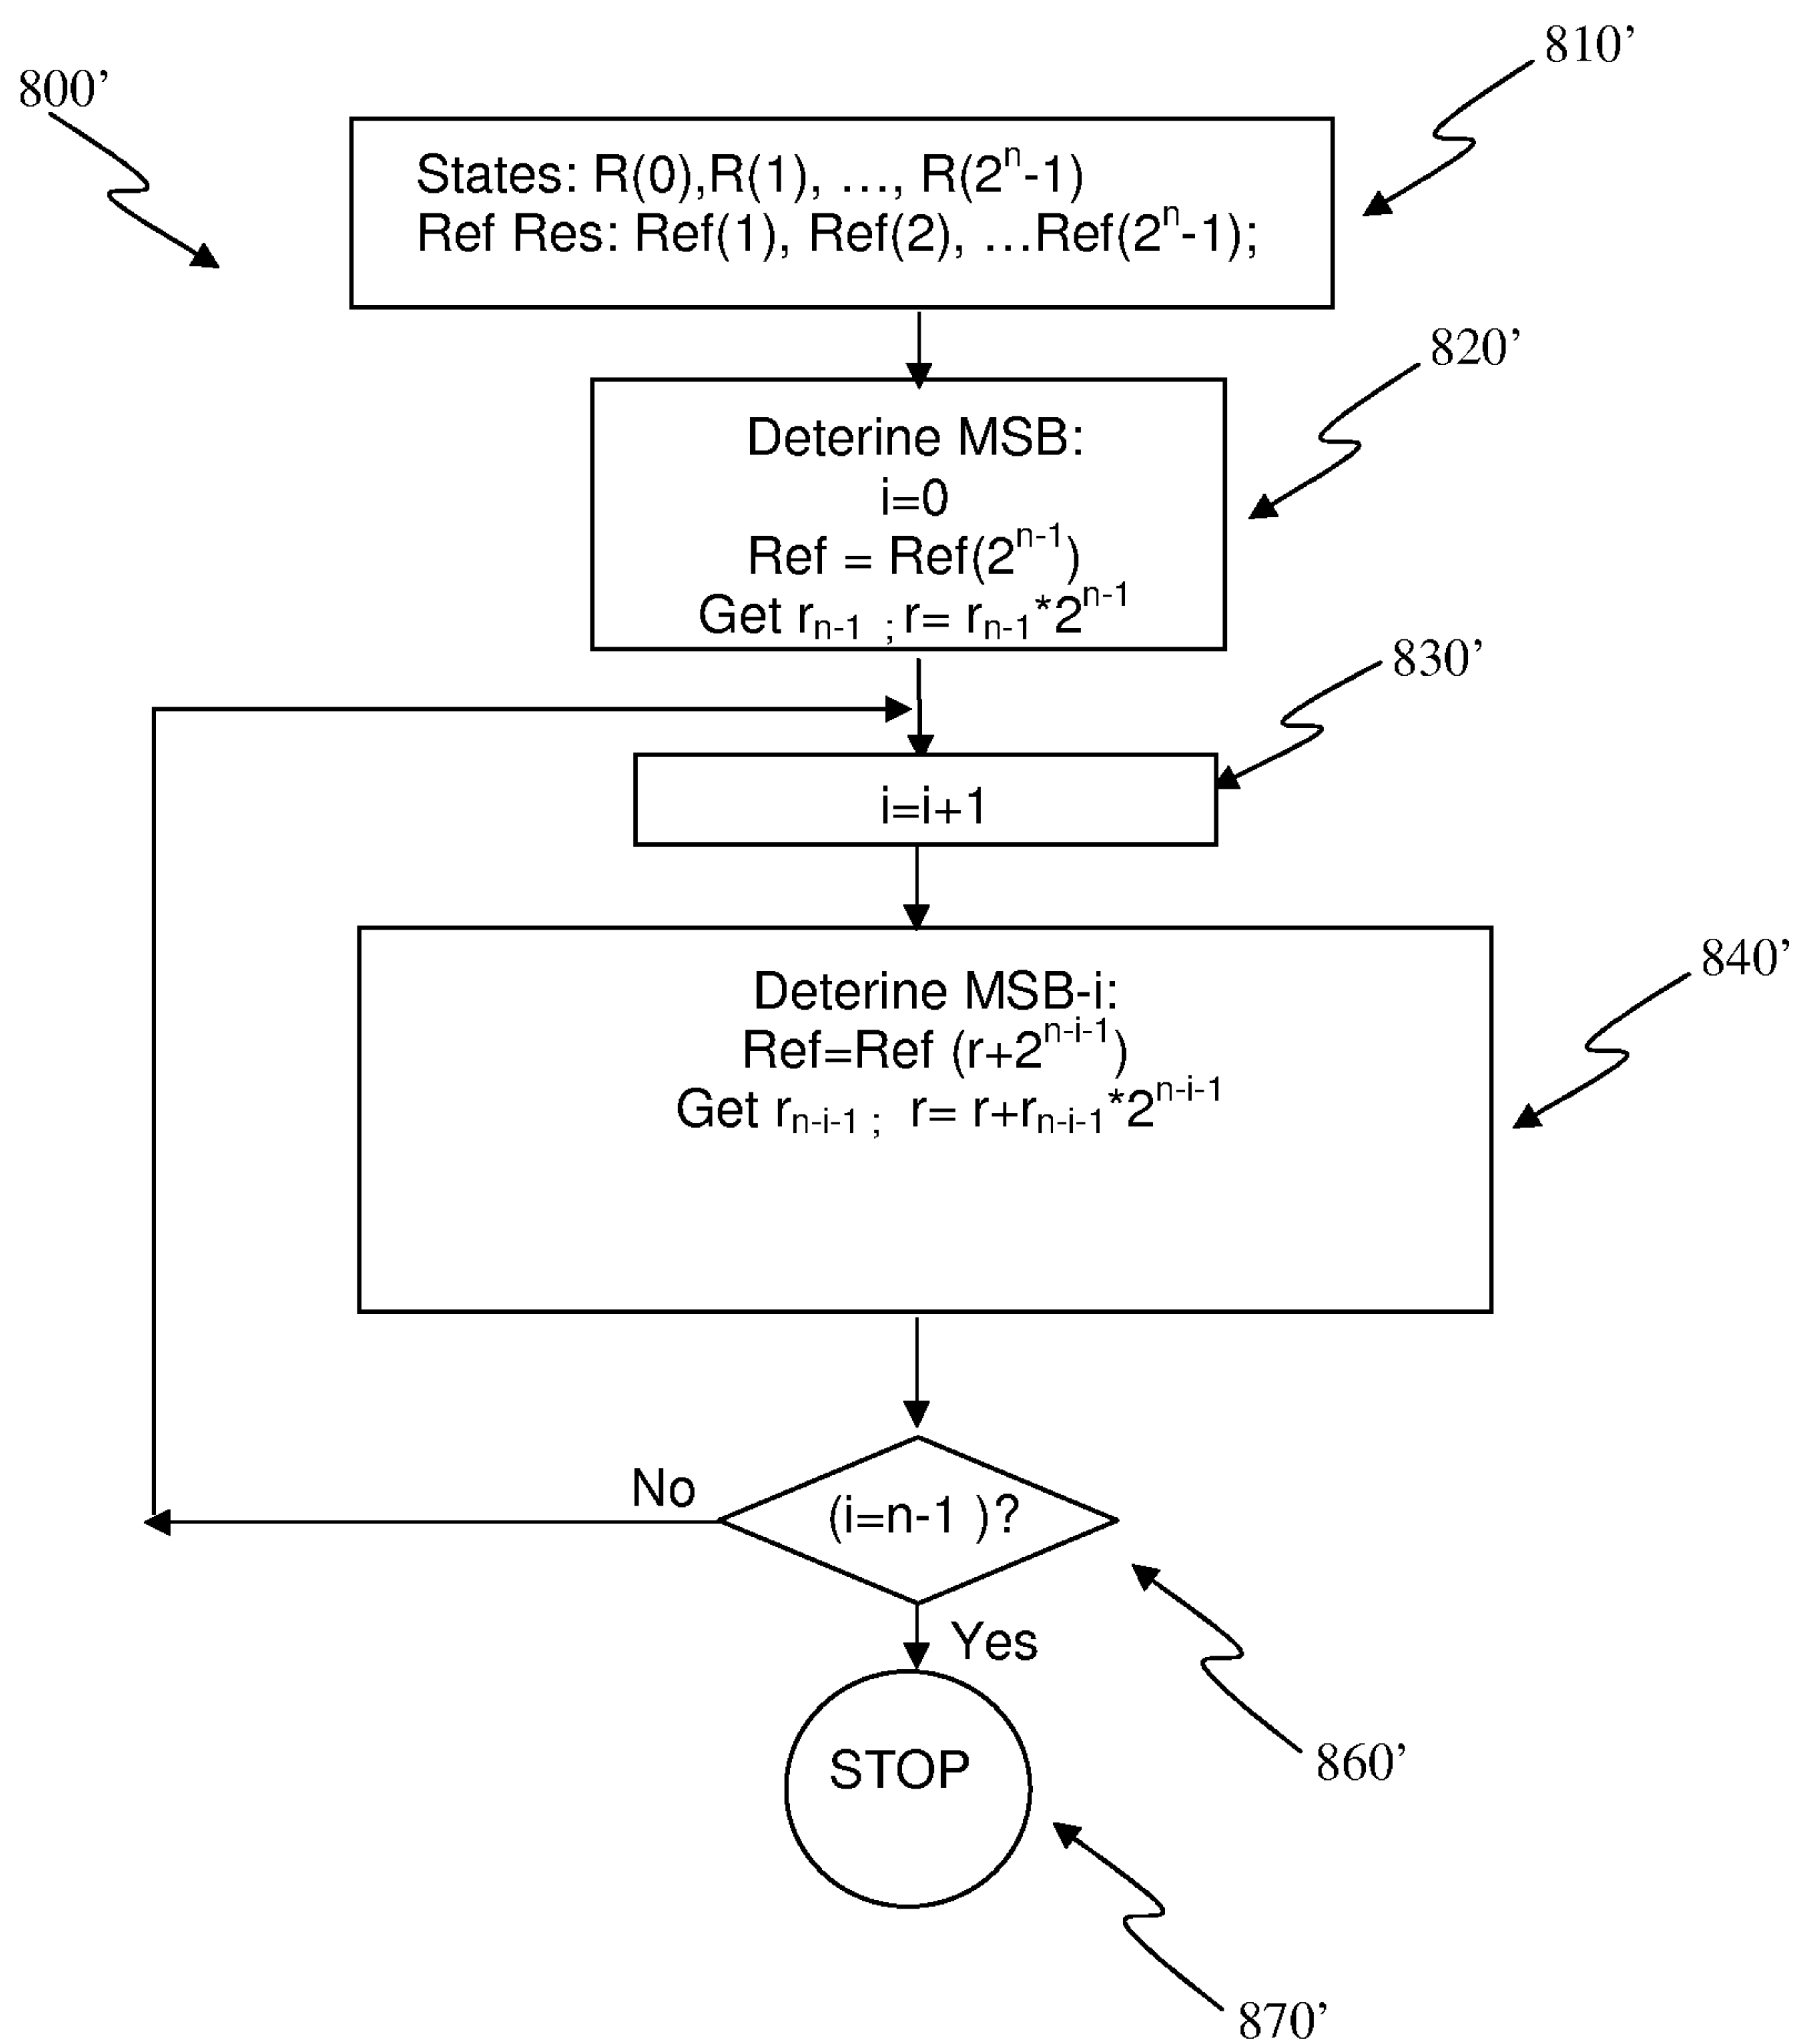 800’
810’
States: R(0),R(1), ..., R(2ⁿ-1)
Ref Res: Ref(1), Ref(2), ...Ref(2ⁿ-1);
820’
Deterine MSB:
i=0
Ref = Ref(2ⁿ⁻¹)
Get rₙ₋₁ ; r= rₙ₋₁*2ⁿ⁻¹
830’
i=i+1
840’
Deterine MSB-i:
Ref=Ref (r+2ⁿ⁻ⁱ⁻¹)
Get rₙ₋ᵢ₋₁ ; r= r+rₙ₋ᵢ₋₁*2ⁿ⁻ⁱ⁻¹
No
(i=n-1 )?
Yes
860’
STOP
870’